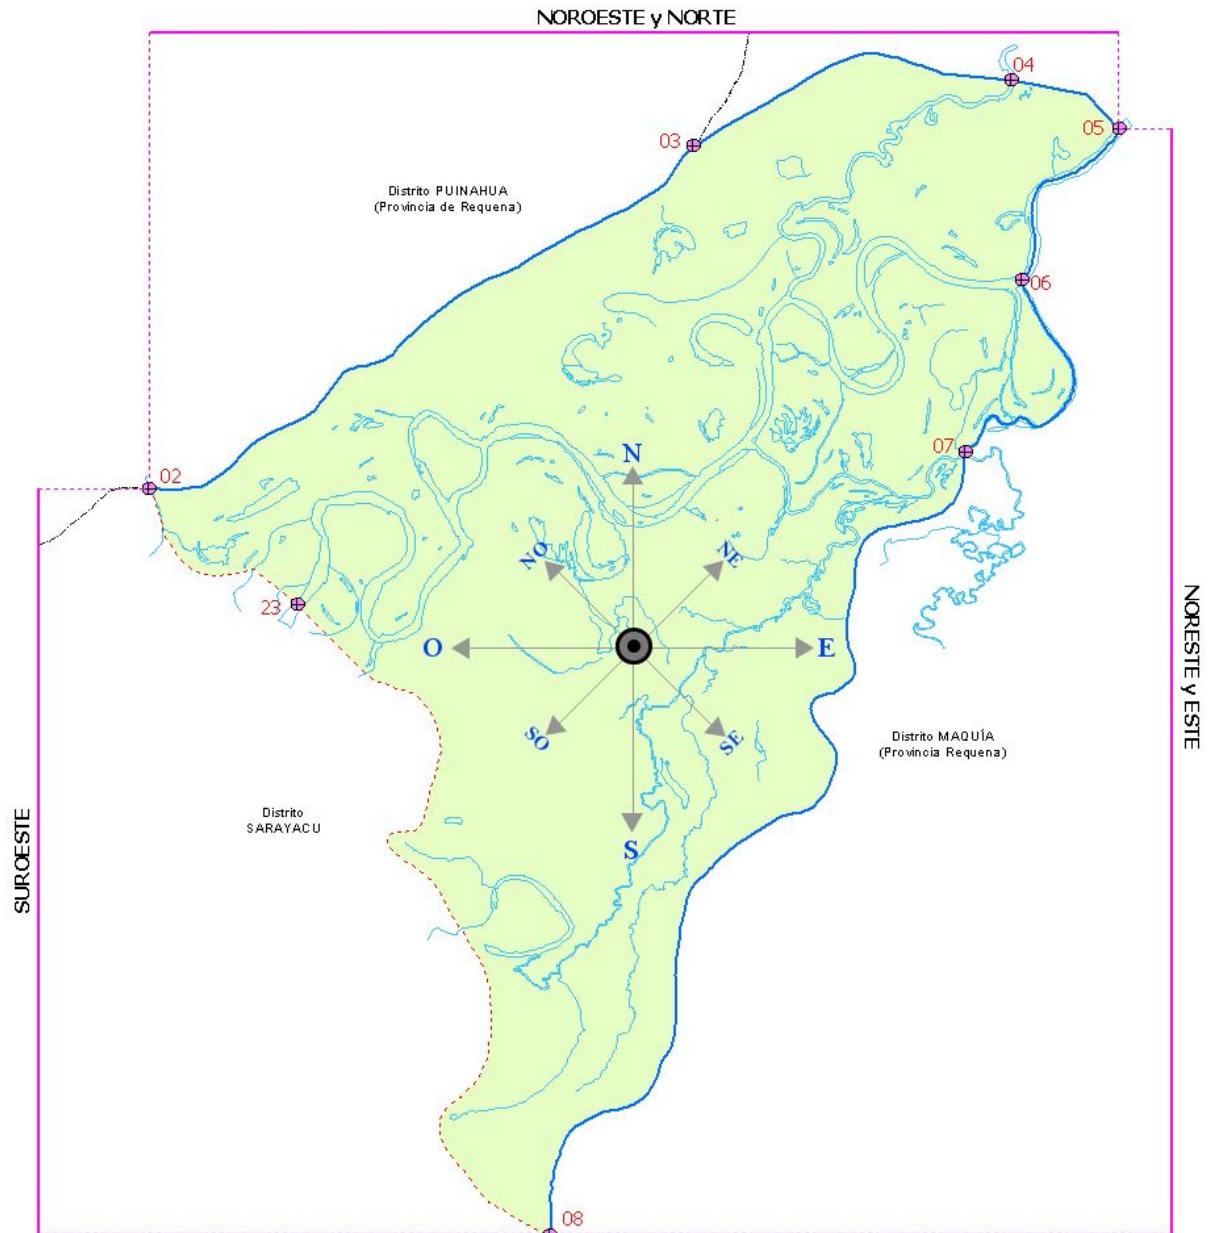 NOROESTE y NORTE
04
05
03
Distrito PUINAHUA
(Provincia de Requena)
06
07
N
02
NO
NE
23
O
E
NORESTE y ESTE
SO
SE
Distrito MAQUÍA
(Provincia Requena)
Distrito
SARAYACU
S
SUROESTE
08